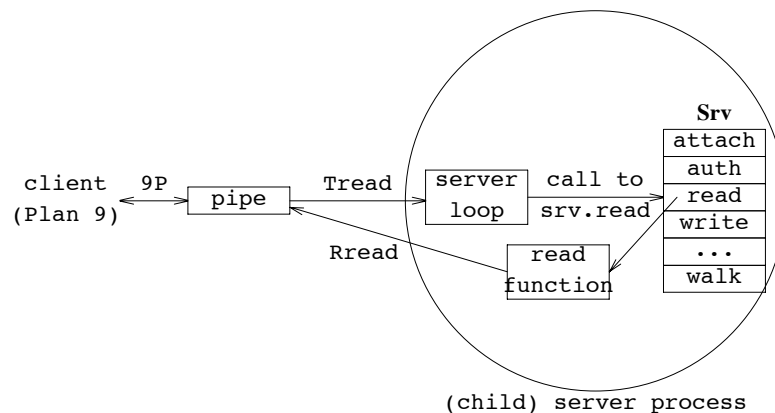 Srv
attach
auth
read
write
...
walk
client
(Plan 9)
9P
pipe
Tread
Rread
server
loop
call to
srv.read
read
function
(child) server process